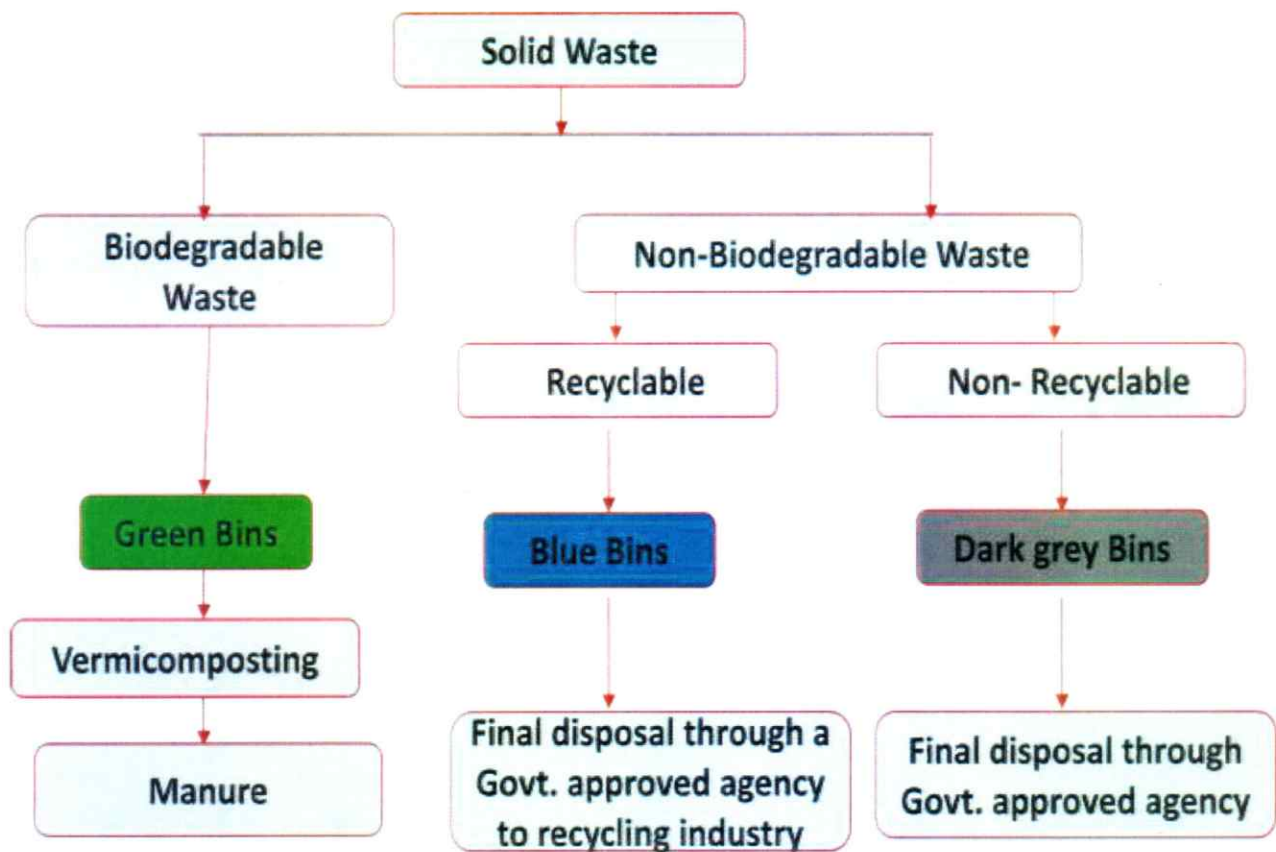 Solid Waste
Biodegradable
Waste
Non-Biodegradable Waste
Recyclable
Non- Recyclable
Green Bins
Blue Bins
Dark grey Bins
Vermicomposting
Manure
Final disposal through a
Govt. approved agency
to recycling industry
Final disposal through
Govt. approved agency